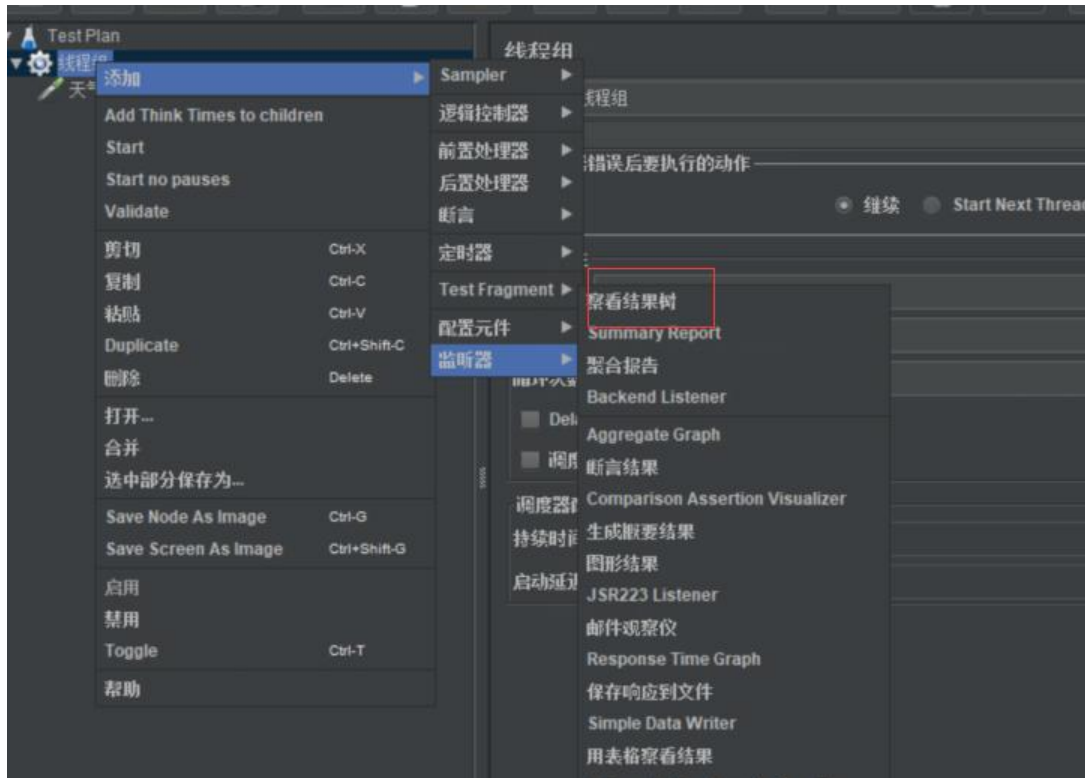 Test Plan
线程组
天
添加
Add Think Times to children
Start
Start no pauses
Validate
剪切 Ctrl-X
复制 Ctrl-C
粘贴 Ctrl-V
Duplicate Ctrl+Shift-C
删除 Delete
打开...
合并
选中部分保存为...
Save Node As Image Ctrl-G
Save Screen As Image Ctrl+Shift-G
启用
禁用
Toggle Ctrl-T
帮助
Sampler
逻辑控制器
前置处理器
后置处理器
断言
定时器
Test Fragment
配置元件
监听器
线程组
线程组
错误后要执行的动作
继续 Start Next Thread
察看结果树
Summary Report
聚合报告
Backend Listener
Aggregate Graph
断言结果
Comparison Assertion Visualizer
生成概要结果
图形结果
JSR223 Listener
邮件观察仪
Response Time Graph
保存响应到文件
Simple Data Writer
用表格察看结果
循环次数
Del
调度
调度器
持续时间
启动延迟